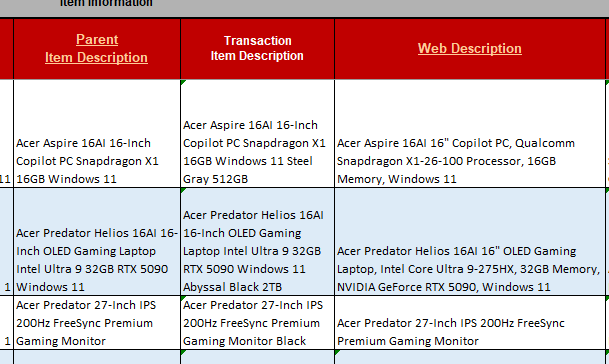 Item Information
Parent
Item Description
Transaction
Item Description
Web Description
Acer Aspire 16AI 16-Inch
Copilot PC Snapdragon X1
16GB Windows 11
Acer Aspire 16AI 16-Inch
Copilot PC Snapdragon X1
16GB Windows 11 Steel
Gray 512GB
Acer Aspire 16AI 16" Copilot PC, Qualcomm
Snapdragon X1-26-100 Processor, 16GB
Memory, Windows 11
11
Acer Predator Helios 16AI 16-
Inch OLED Gaming Laptop
Intel Ultra 9 32GB RTX 5090
Windows 11
Acer Predator Helios 16AI
16-Inch OLED Gaming
Laptop Intel Ultra 9 32GB
RTX 5090 Windows 11
Abyssal Black 2TB
Acer Predator Helios 16AI 16" OLED Gaming
Laptop, Intel Core Ultra 9-275HX, 32GB Memory,
NVIDIA GeForce RTX 5090, Windows 11
1
Acer Predator 27-Inch IPS
200Hz FreeSync Premium
Gaming Monitor
Acer Predator 27-Inch IPS
200Hz FreeSync Premium
Gaming Monitor Black
Acer Predator 27-Inch IPS 200Hz FreeSync
Premium Gaming Monitor
1